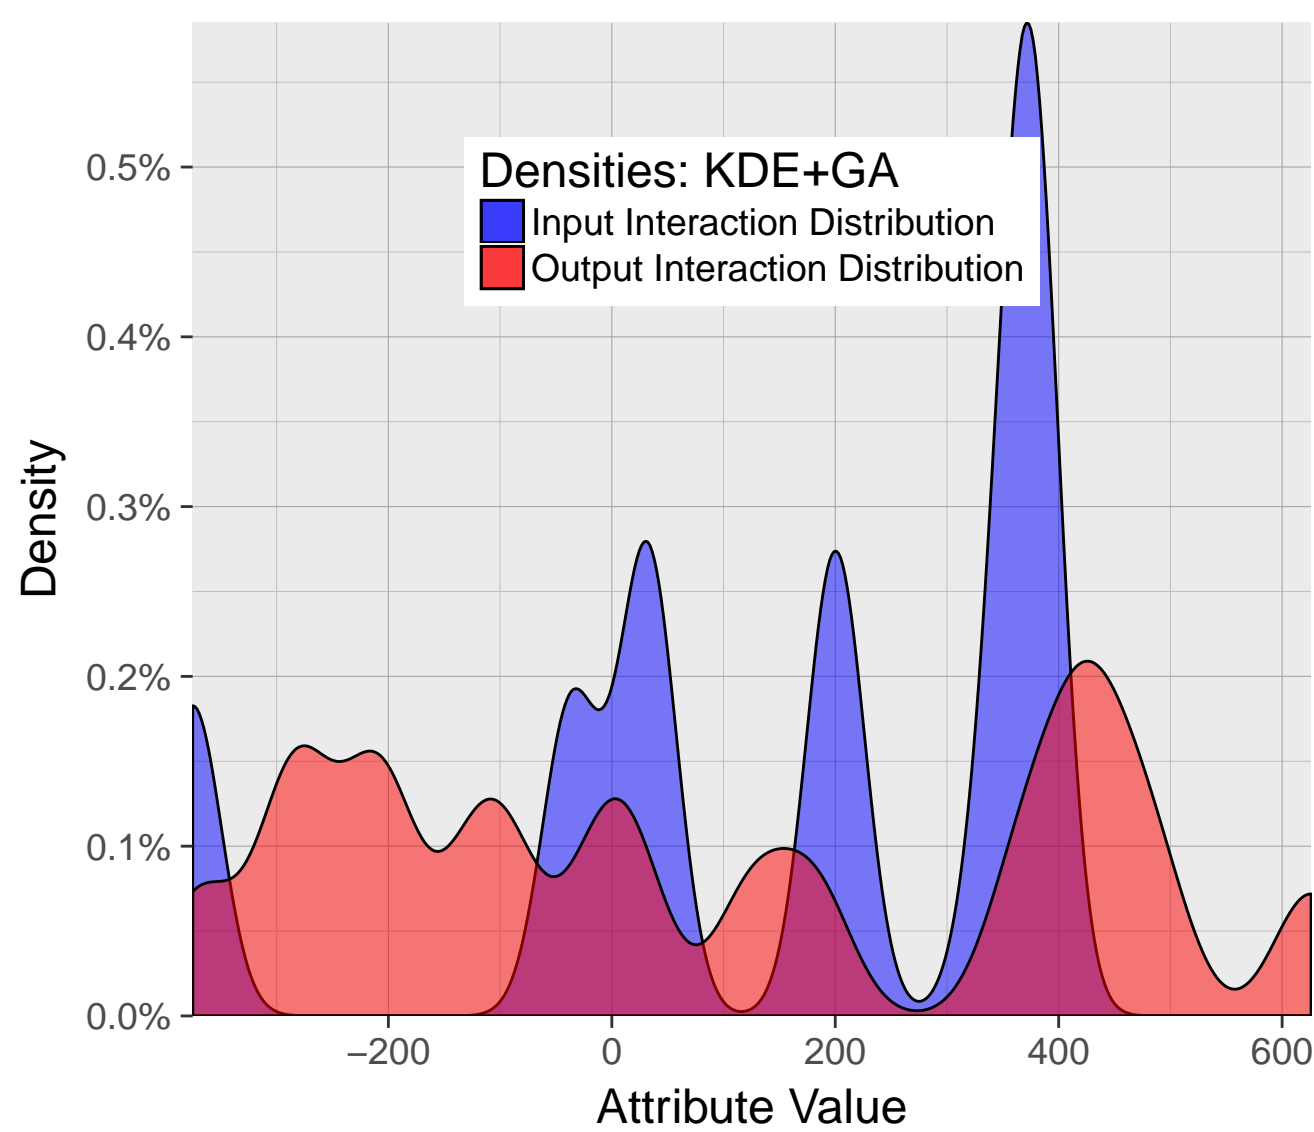 Densities: KDE+GA
Input Interaction Distribution
Output Interaction Distribution
Density
0.5%
0.4%
0.3%
0.2%
0.1%
0.0%
−200 0 200 400 600
Attribute Value